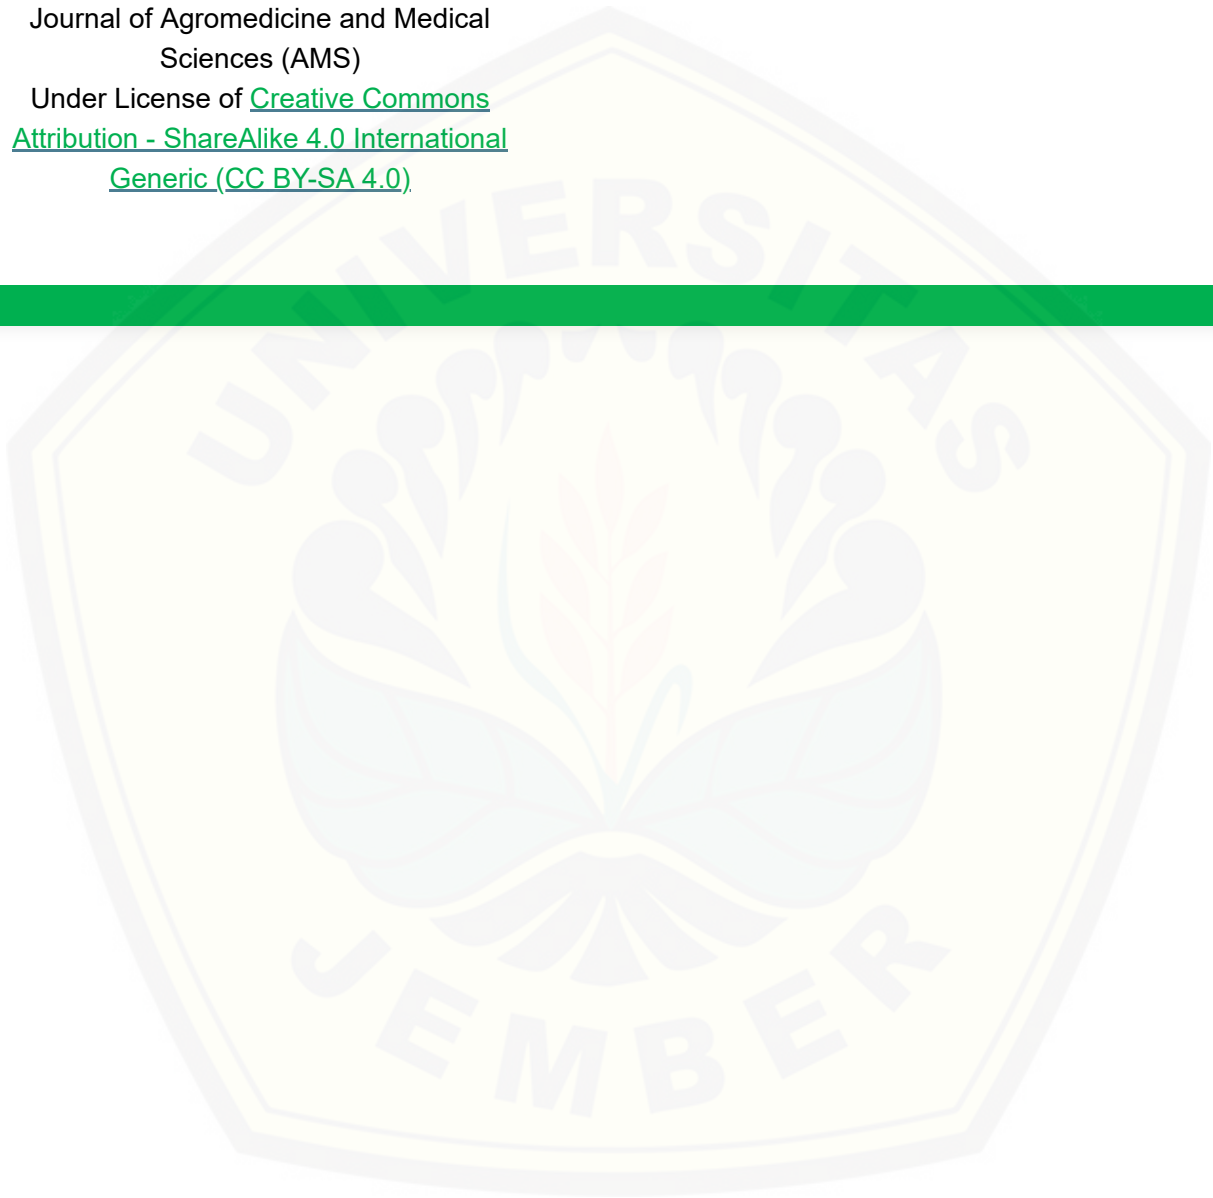 Journal of Agromedicine and Medical
Sciences (AMS)
Under License of Creative Commons
Attribution - ShareAlike 4.0 International
Generic (CC BY-SA 4.0)
UNIVERSITAS
JEMBER